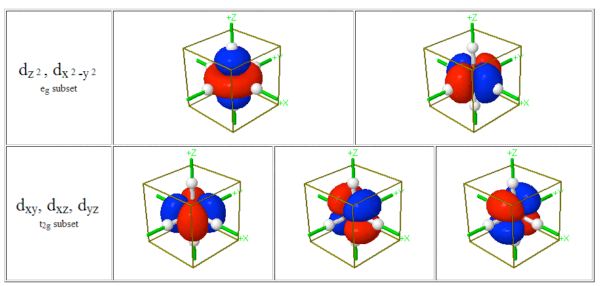 dz², dx²-y²
eg subset
+Z
+Y
+X
+Z
+Y
+X
dxy, dxz, dyz
t2g subset
+Z
+Y
+X
+Z
+Y
+X
+Z
+Y
+X